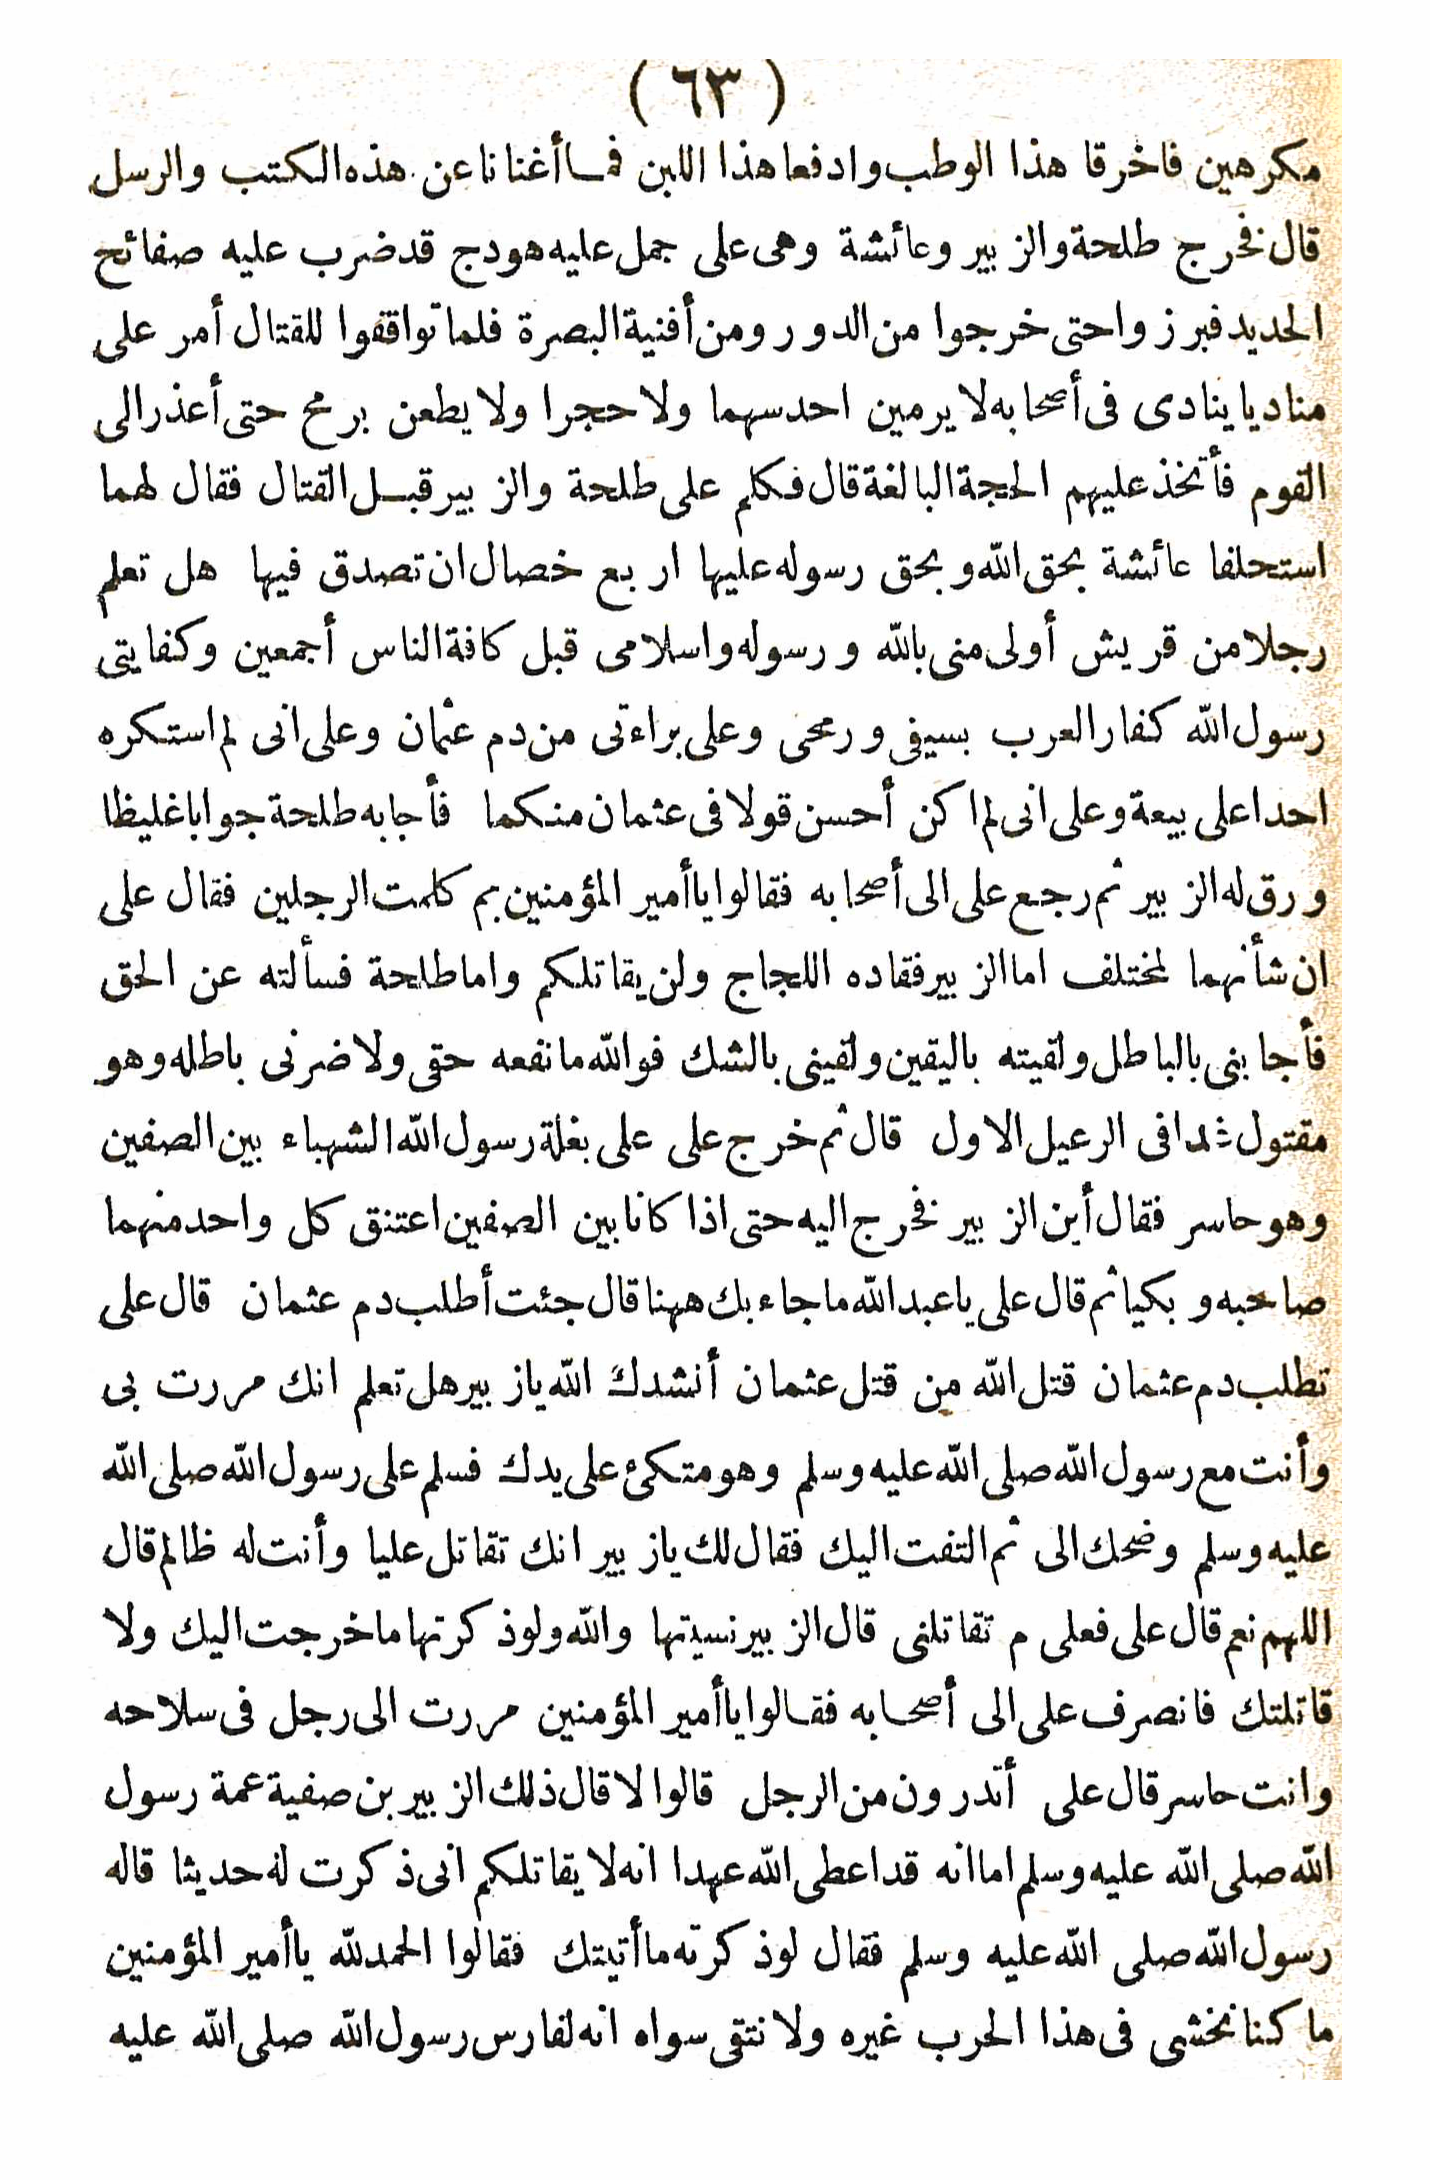 (٦٣)
مكرهين فاخرقا هذا الوطب وادفعا هذا اللبن فما أغنانا عن هذه الكتب والرسل
قال فخرج طلحة والزبير وعائشة وهى على جمل عليه هودج قد ضرب عليه صفائح
الحديد فبرزوا حتى خرجوا من الدور ومن أفنية البصرة فلما تواقفوا للقتال أمر على
مناديا ينادى فى أصحابه لا يرمين احد سهما ولا حجرا ولا يطعن برمح حتى أعذر الى
القوم فأتخذ عليهم الحجة البالغة قال فكلم على طلحة والزبير قبل القتال فقال لهما
استحلفا عائشة بحق الله وبحق رسوله عليها اربع خصال ان تصدق فيها هل تعلم
رجلا من قريش أولى منى بالله ورسوله واسلامى قبل كافة الناس أجمعين وكفايتى
رسول الله كفار العرب بسيفى ورمحى وعلى براءتى من دم عثمان وعلى انى لم استكره
احدا على بيعة وعلى انى لم اكن أحسن قولا فى عثمان منكما فأجابه طلحة جوابا غليظا
ورق له الزبير ثم رجع على الى أصحابه فقالوا يا أمير المؤمنين بم كلمت الرجلين فقال على
ان شأنهما لمختلف اما الزبير فقاده اللجاج ولن يقاتلكم واما طلحة فسألته عن الحق
فأجابنى بالباطل ولقيته باليقين ولقينى بالشك فوالله ما نفعه حقى ولا ضرنى باطله وهو
مقتول غدا فى الرعيل الاول قال ثم خرج على على بغلة رسول الله الشهباء بين الصفين
وهو حاسر فقال أين الزبير فخرج اليه حتى اذا كانا بين الصفين اعتنق كل واحد منهما
صاحبه وبكيا ثم قال على يا عبد الله ما جاء بك ههنا قال جئت أطلب دم عثمان قال على
تطلب دم عثمان قتل الله من قتل عثمان أنشدك الله يا زبير هل تعلم انك مررت بى
وأنت مع رسول الله صلى الله عليه وسلم وهو متكئ على يدك فسلم على رسول الله صلى الله
عليه وسلم وضحك الى ثم التفت اليك فقال لك يا زبير انك تقاتل عليا وأنت له ظالم قال
اللهم نعم قال على فعلى م تقاتلنى قال الزبير نسيتها والله ولو ذكرتها ما خرجت اليك ولا
قاتلتك فانصرف على الى أصحابه فقالوا يا أمير المؤمنين مررت الى رجل فى سلاحه
وانت حاسر قال على أتدرون من الرجل قالوا لا قال ذلك الزبير بن صفية عمة رسول
الله صلى الله عليه وسلم اما انه قد اعطى الله عهدا انه لا يقاتلكم انى ذكرت له حديثا قاله
رسول الله صلى الله عليه وسلم فقال لو ذكرته ما أتيتك فقالوا الحمد لله يا أمير المؤمنين
ما كنا نخشى فى هذا الحرب غيره ولا نتقى سواه انه لفارس رسول الله صلى الله عليه